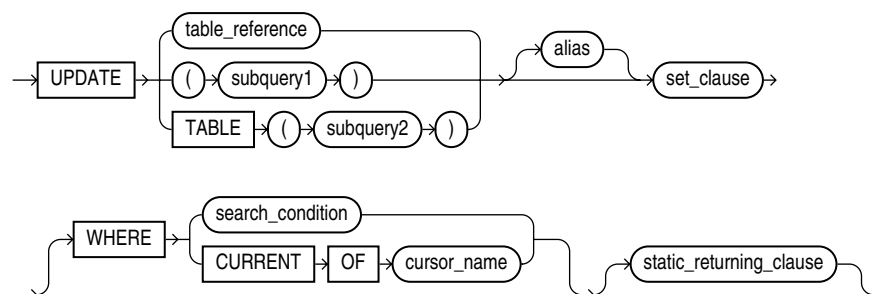 table_reference
alias
UPDATE ( subquery1 ) set_clause
TABLE ( subquery2 )
search_condition
WHERE
CURRENT OF cursor_name static_returning_clause